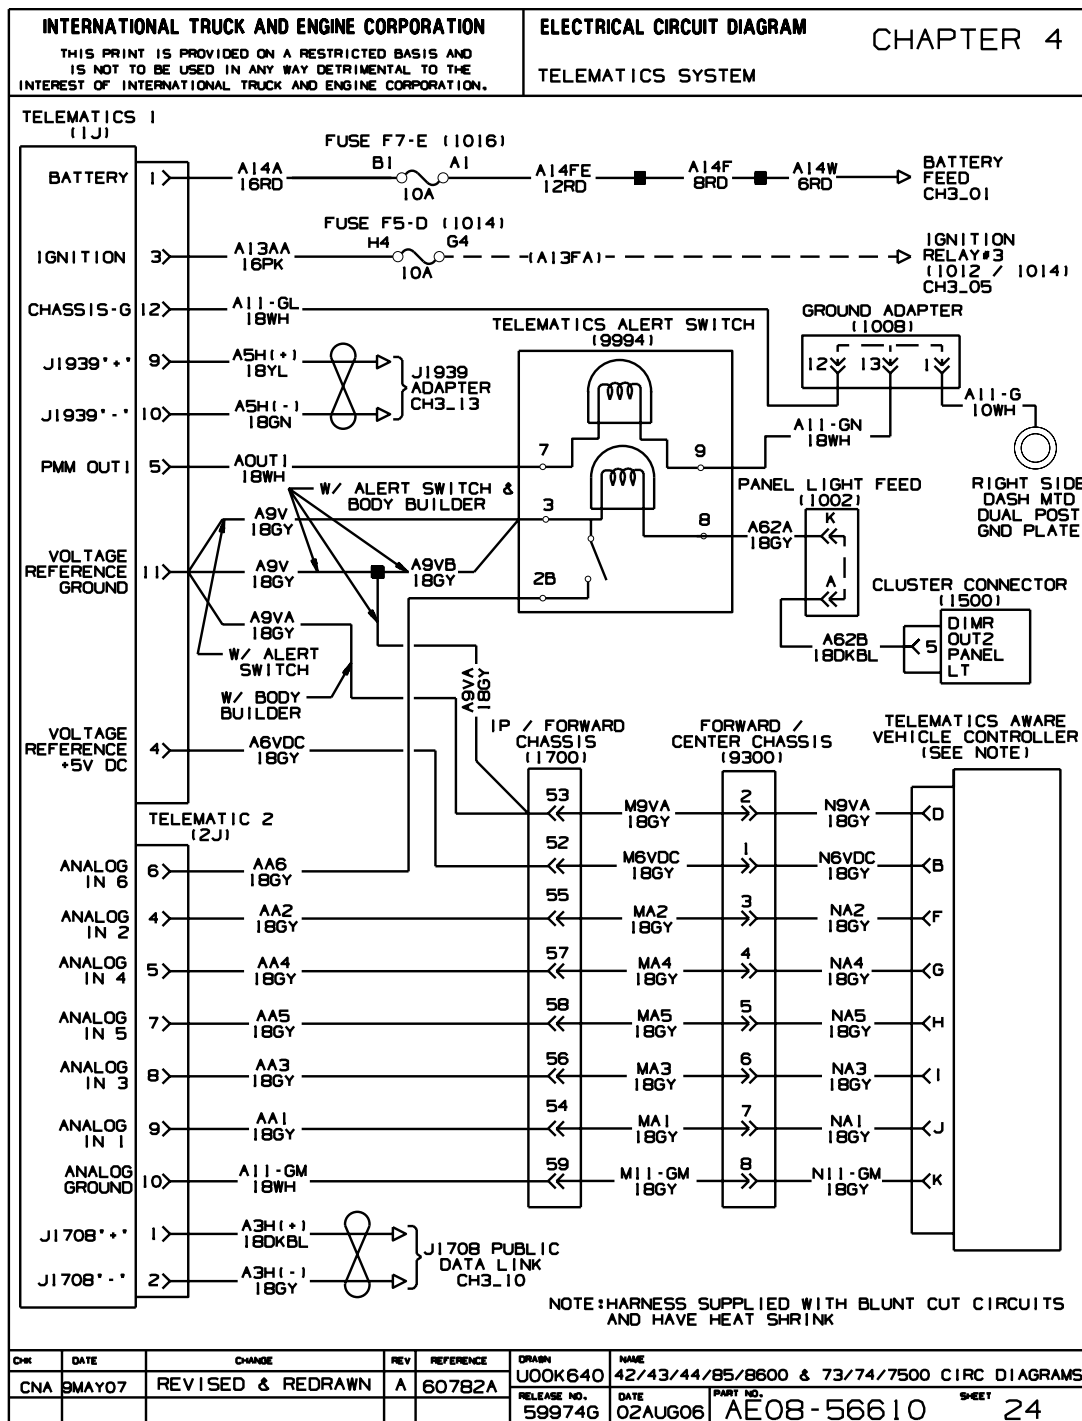 INTERNATIONAL TRUCK AND ENGINE CORPORATION
THIS PRINT IS PROVIDED ON A RESTRICTED BASIS AND
IS NOT TO BE USED IN ANY WAY DETRIMENTAL TO THE
INTEREST OF INTERNATIONAL TRUCK AND ENGINE CORPORATION.
ELECTRICAL CIRCUIT DIAGRAM
CHAPTER 4
TELEMATICS SYSTEM
TELEMATICS 1
(1J)
FUSE F7-E (1016)
BATTERY 1
A14A
16RD
B1 A1
10A
A14FE
12RD
A14F
8RD
A14W
6RD
BATTERY
FEED
CH3_01
FUSE F5-D (1014)
IGNITION 3
A13AA
16PK
H4 G4
10A
(A13FA)
IGNITION
RELAY#3
(1012 / 1014)
CH3_05
CHASSIS-G 12
A11-GL
18WH
TELEMATICS ALERT SWITCH
(9994)
GROUND ADAPTER
(1008)
12 13 1
J1939"+" 9
A5H(+)
18YL
J1939"-" 10
A5H(-)
18GN
J1939
ADAPTER
CH3_13
A11-G
10WH
A11-GN
18WH
RIGHT SIDE
DASH MTD
DUAL POST
GND PLATE
PMM OUT1 5
AOUT1
18WH
7 9
W/ ALERT SWITCH &
BODY BUILDER
3 8
2B
PANEL LIGHT FEED
(1002)
K
A
A62A
18GY
A9V
18GY
VOLTAGE
REFERENCE
GROUND
11
A9V
18GY
A9VB
18GY
A9VA
18GY
W/ ALERT
SWITCH
W/ BODY
BUILDER
A9VA
18GY
CLUSTER CONNECTOR
(1500)
A62B
18DKBL
5
DIMR
OUT2
PANEL
LT
VOLTAGE
REFERENCE
+5V DC
4
A6VDC
18GY
IP / FORWARD
CHASSIS
(1700)
FORWARD /
CENTER CHASSIS
(9300)
TELEMATICS AWARE
VEHICLE CONTROLLER
(SEE NOTE)
53
M9VA
18GY
2
N9VA
18GY
D
TELEMATIC 2
(2J)
ANALOG
IN 6
6
AA6
18GY
52
M6VDC
18GY
1
N6VDC
18GY
B
ANALOG
IN 2
4
AA2
18GY
55
MA2
18GY
3
NA2
18GY
F
ANALOG
IN 4
5
AA4
18GY
57
MA4
18GY
4
NA4
18GY
G
ANALOG
IN 5
7
AA5
18GY
58
MA5
18GY
5
NA5
18GY
H
ANALOG
IN 3
8
AA3
18GY
56
MA3
18GY
6
NA3
18GY
I
ANALOG
IN 1
9
AA1
18GY
54
MA1
18GY
7
NA1
18GY
J
ANALOG
GROUND
10
A11-GM
18WH
59
M11-GM
18GY
8
N11-GM
18GY
K
J1708"+" 1
A3H(+)
18DKBL
J1708"-" 2
A3H(-)
18GY
J1708 PUBLIC
DATA LINK
CH3_10
NOTE:HARNESS SUPPLIED WITH BLUNT CUT CIRCUITS
AND HAVE HEAT SHRINK
CHK DATE CHANGE REV REFERENCE
CNA 9MAY07 REVISED & REDRAWN A 60782A
DRAWN
U00K640
NAME
42/43/44/85/8600 & 73/74/7500 CIRC DIAGRAMS
RELEASE NO.
59974G
DATE
02AUG06
PART NO.
AE08-56610
SHEET
24